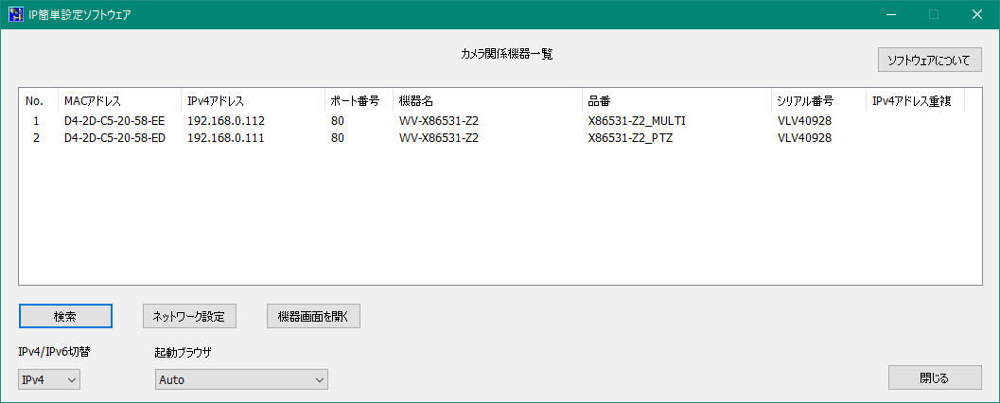 IP簡単設定ソフトウェア
カメラ関係機器一覧
ソフトウェアについて
No. MACアドレス IPv4アドレス ポート番号 機器名 品番 シリアル番号 IPv4アドレス重複
1 D4-2D-C5-20-58-EE 192.168.0.112 80 WV-X86531-Z2 X86531-Z2_MULTI VLV40928
2 D4-2D-C5-20-58-ED 192.168.0.111 80 WV-X86531-Z2 X86531-Z2_PTZ VLV40928
検索 ネットワーク設定 機器画面を開く
IPv4/IPv6切替 起動ブラウザ
IPv4 Auto 閉じる